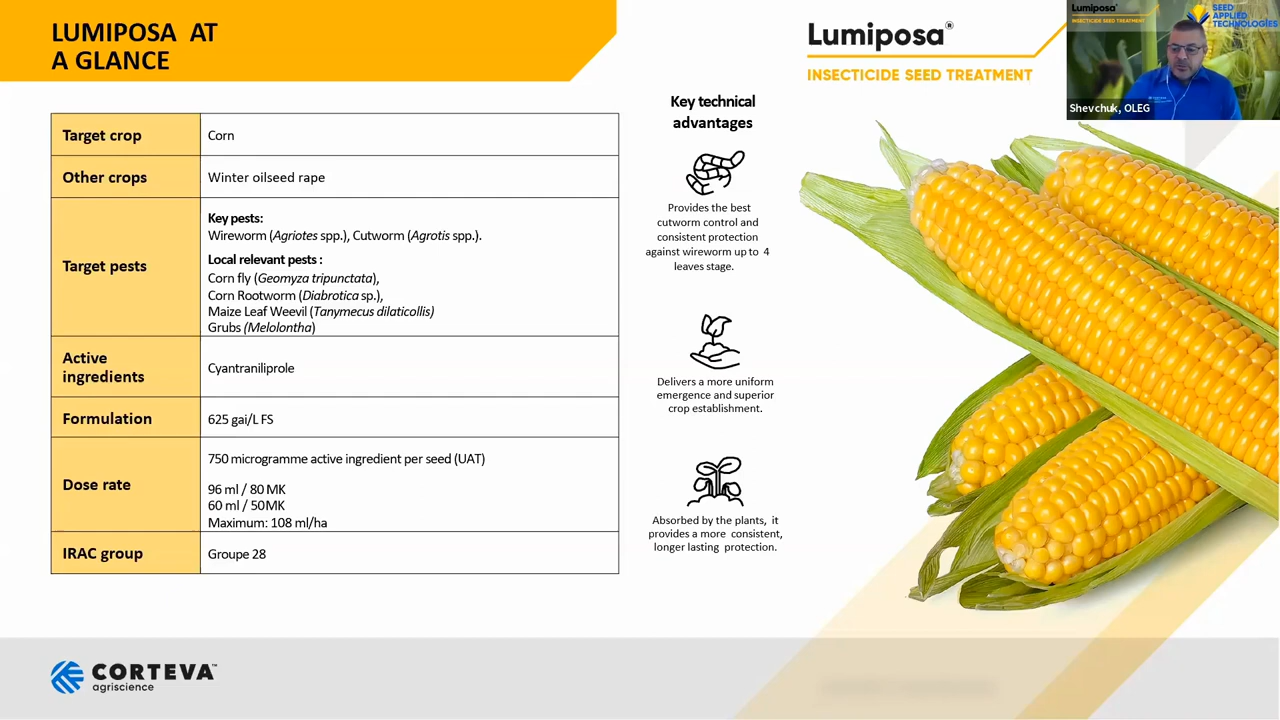 LUMIPOSA AT
A GLANCE
Target crop
Corn
Other crops
Winter oilseed rape
Target pests
Key pests:
Wireworm (Agriotes spp.), Cutworm (Agrotis spp.).
Local relevant pests :
Corn fly (Geomyza tripunctata),
Corn Rootworm (Diabrotica sp.),
Maize Leaf Weevil (Tanymecus dilaticollis)
Grubs (Melolontha)
Active
ingredients
Cyantraniliprole
Formulation
625 gai/L FS
Dose rate
750 microgramme active ingredient per seed (UAT)
96 ml / 80 MK
60 ml / 50MK
Maximum: 108 ml/ha
IRAC group
Groupe 28
Key technical
advantages
Provides the best
cutworm control and
consistent protection
against wireworm up to 4
leaves stage.
Delivers a more uniform
emergence and superior
crop establishment.
Absorbed by the plants, it
provides a more consistent,
longer lasting protection.
Lumiposa®
INSECTICIDE SEED TREATMENT
Lumiposa®
INSECTICIDE SEED TREATMENT
SEED
APPLIED
TECHNOLOGIES
Shevchuk, OLEG
CORTEVA™
agriscience